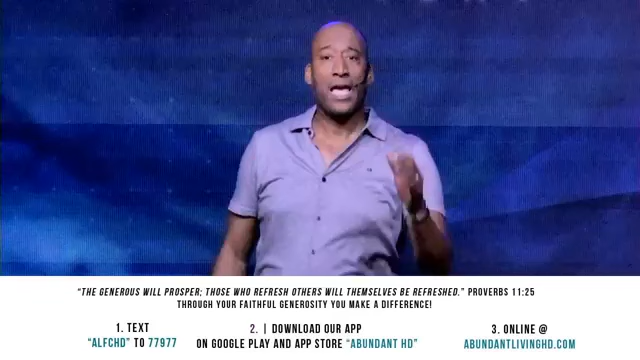 “THE GENEROUS WILL PROSPER; THOSE WHO REFRESH OTHERS WILL THEMSELVES BE REFRESHED.” PROVERBS 11:25
THROUGH YOUR FAITHFUL GENEROSITY YOU MAKE A DIFFERENCE!
1. TEXT
“ALFCHD” TO 77977
2. | DOWNLOAD OUR APP
ON GOOGLE PLAY AND APP STORE “ABUNDANT HD”
3. ONLINE @
ABUNDANTLIVINGHD.COM